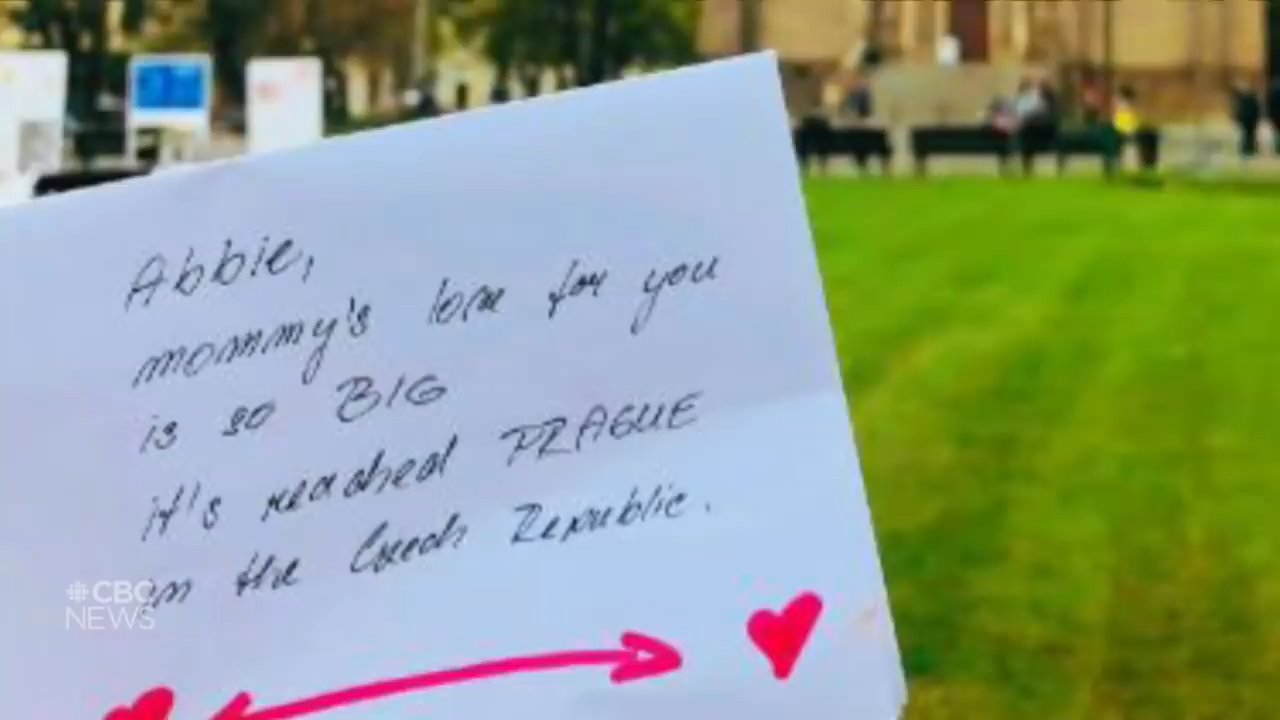 Abbie,
mommy's love for you
is so BIG
it's reached PRAGUE
in the Czech Republic.
CBC
NEWS